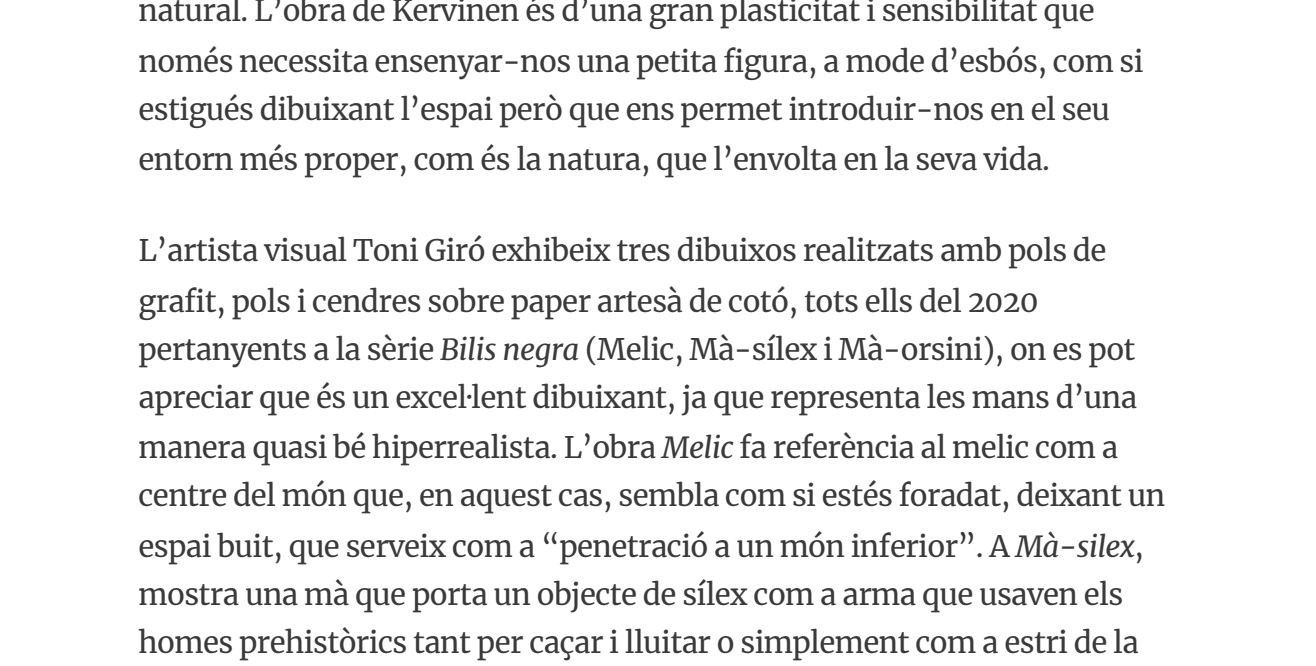 natural. L’obra de Kervinen és d’una gran plasticitat i sensibilitat que
només necessita ensenyar-nos una petita figura, a mode d’esbós, com si
estigués dibuixant l’espai però que ens permet introduir-nos en el seu
entorn més proper, com és la natura, que l’envolta en la seva vida.
L’artista visual Toni Giró exhibeix tres dibuixos realitzats amb pols de
grafit, pols i cendres sobre paper artesà de cotó, tots ells del 2020
pertanyents a la sèrie Bilis negra (Melic, Mà-sílex i Mà-orsini), on es pot
apreciar que és un excel·lent dibuixant, ja que representa les mans d’una
manera quasi bé hiperrealista. L’obra Melic fa referència al melic com a
centre del món que, en aquest cas, sembla com si estés foradat, deixant un
espai buit, que serveix com a “penetració a un món inferior”. A Mà-silex,
mostra una mà que porta un objecte de sílex com a arma que usaven els
homes prehistòrics tant per caçar i lluitar o simplement com a estri de la